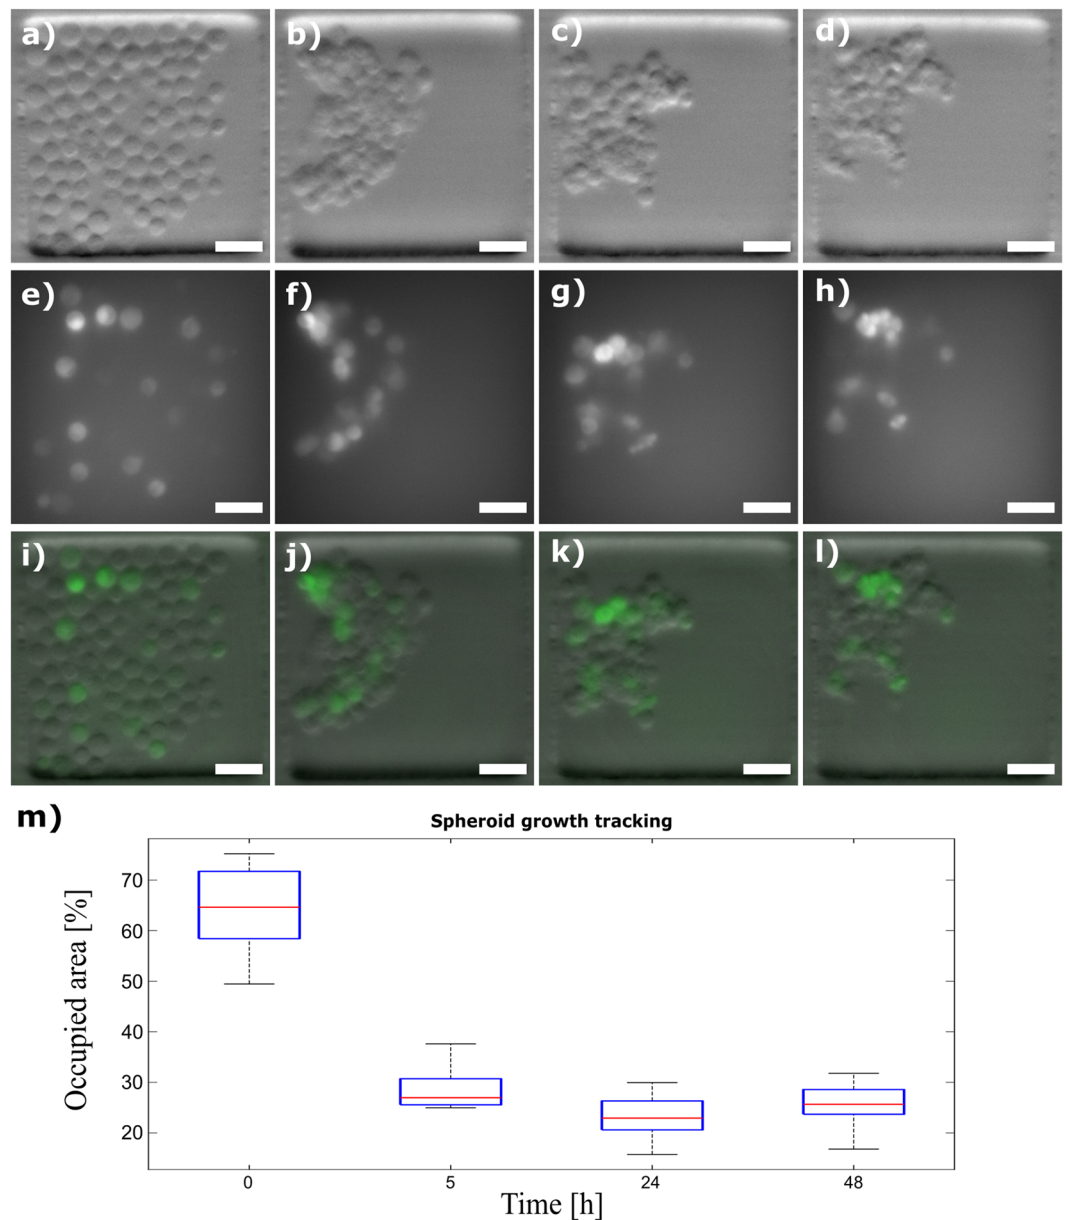 a) b) c) d)
e) f) g) h)
i) j) k) l)
m)
Spheroid growth tracking
Occupied area [%]
70
60
50
40
30
20
0 5 24 48
Time [h]